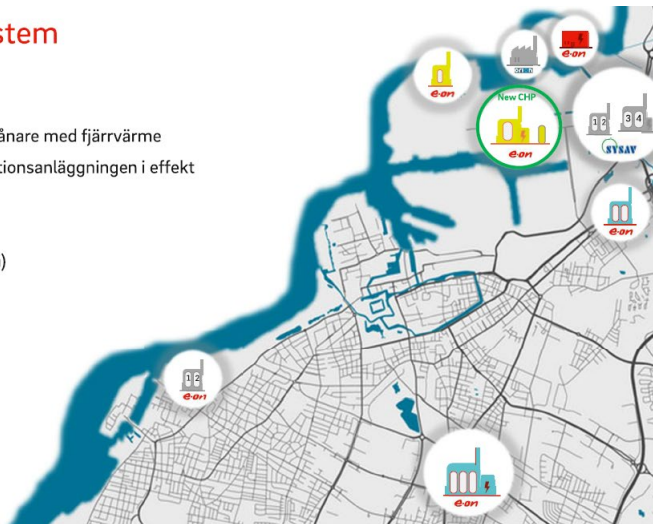 stem
ånare med fjärrvärme
tionsanläggningen i effekt
)
e·on
e·on
New CHP
e·on
1 2
3 4
SYSAV
e·on
1 2
e·on
e·on